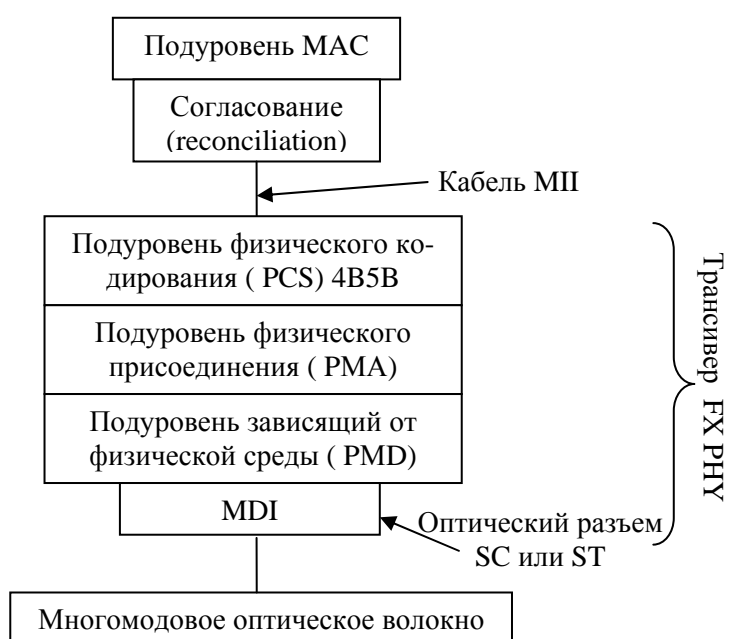 Подуровень MAC
Согласование
(reconciliation)
Кабель MII
Подуровень физического ко-
дирования ( PCS) 4B5B
Подуровень физического
присоединения ( PMA)
Подуровень зависящий от
физической среды ( PMD)
MDI
Оптический разъем
SC или ST
Многомодовое оптическое волокно
Трансивер FX PHY